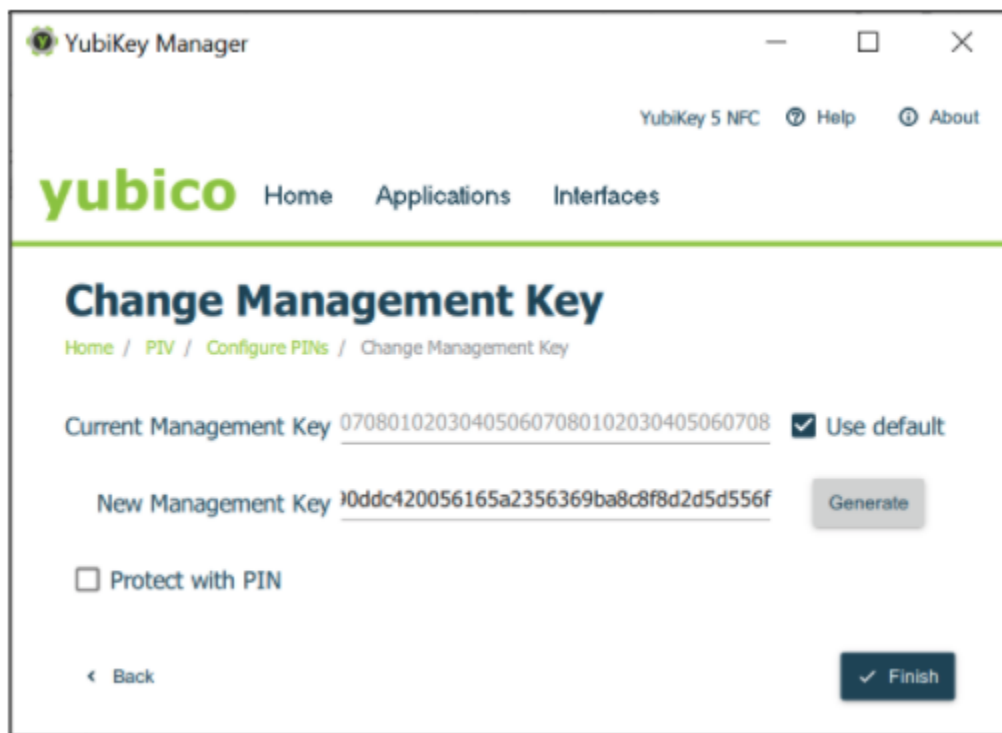 YubiKey Manager
YubiKey 5 NFC Help About
yubico Home Applications Interfaces
Change Management Key
Home / PIV / Configure PINs / Change Management Key
Current Management Key 070801020304050607080102030405060708 Use default
New Management Key 90ddc420056165a2356369ba8c8f8d2d5d556f Generate
Protect with PIN
Back Finish